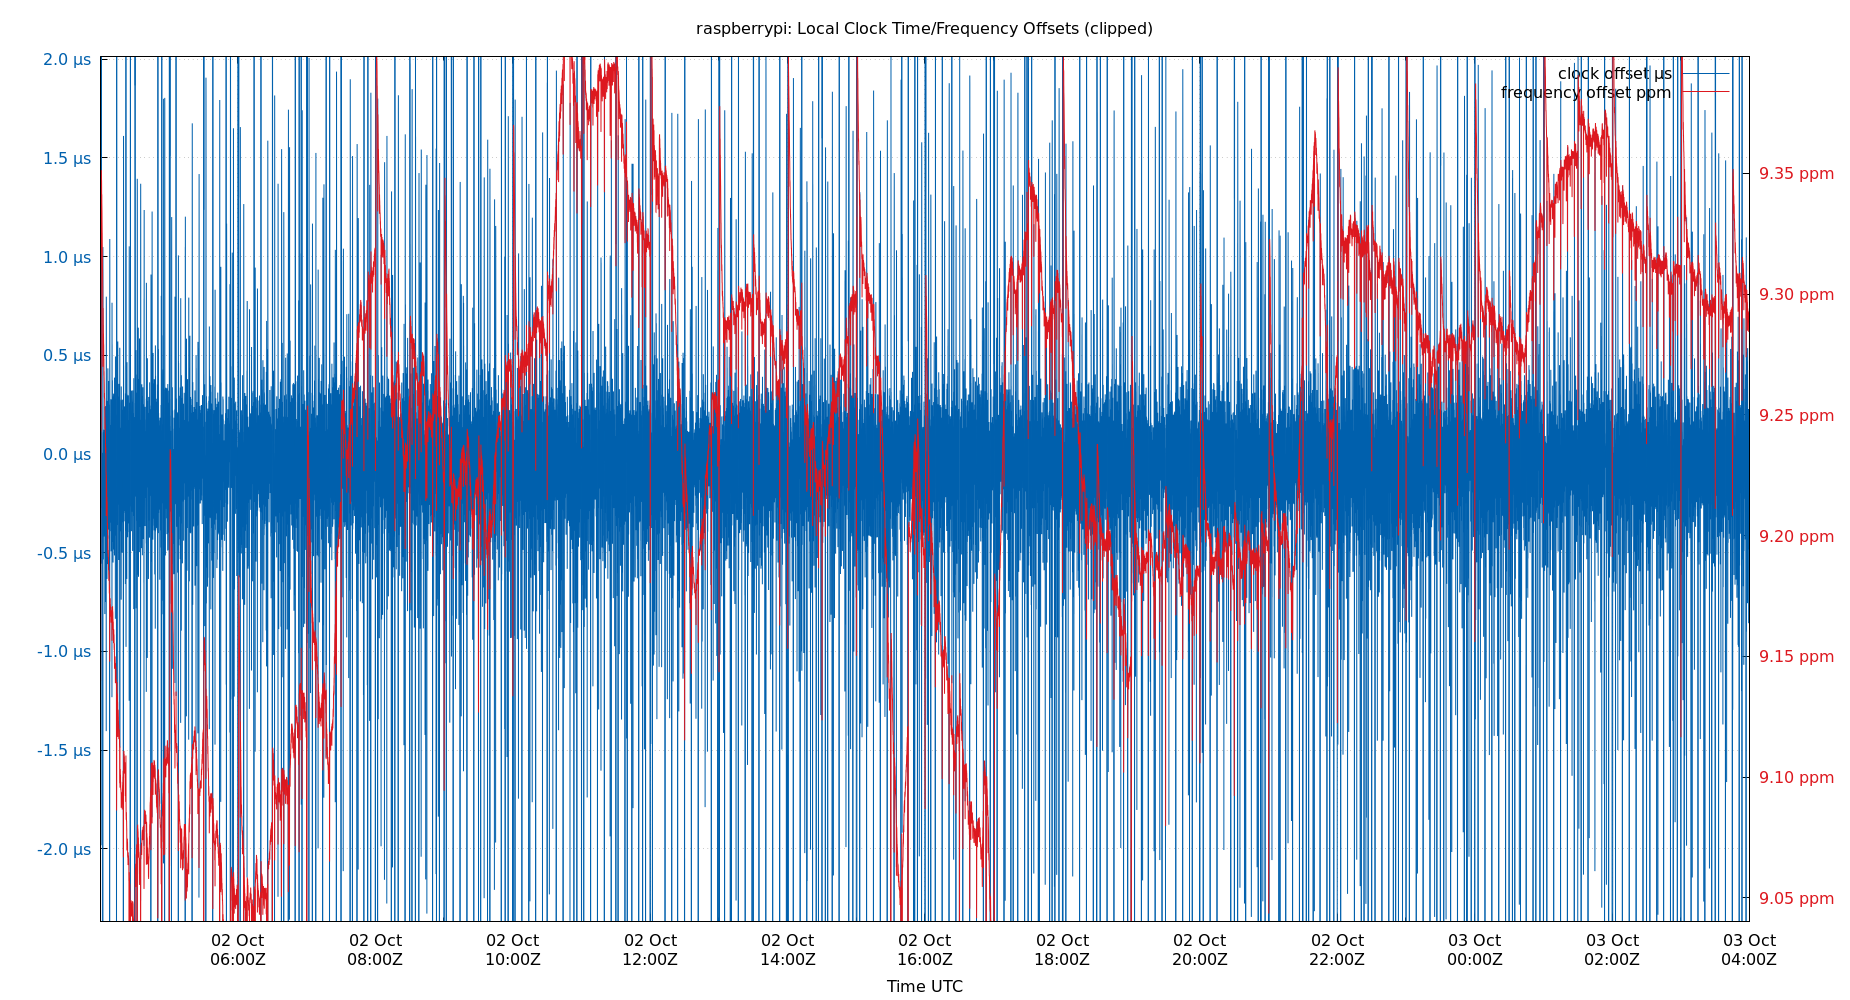 raspberrypi: Local Clock Time/Frequency Offsets (clipped)
clock offset µs
frequency offset ppm
2.0 µs
1.5 µs
1.0 µs
0.5 µs
0.0 µs
-0.5 µs
-1.0 µs
-1.5 µs
-2.0 µs
9.35 ppm
9.30 ppm
9.25 ppm
9.20 ppm
9.15 ppm
9.10 ppm
9.05 ppm
02 Oct 02 Oct 02 Oct 02 Oct 02 Oct 02 Oct 02 Oct 02 Oct 02 Oct 03 Oct 03 Oct 03 Oct
06:00Z 08:00Z 10:00Z 12:00Z 14:00Z 16:00Z 18:00Z 20:00Z 22:00Z 00:00Z 02:00Z 04:00Z
Time UTC